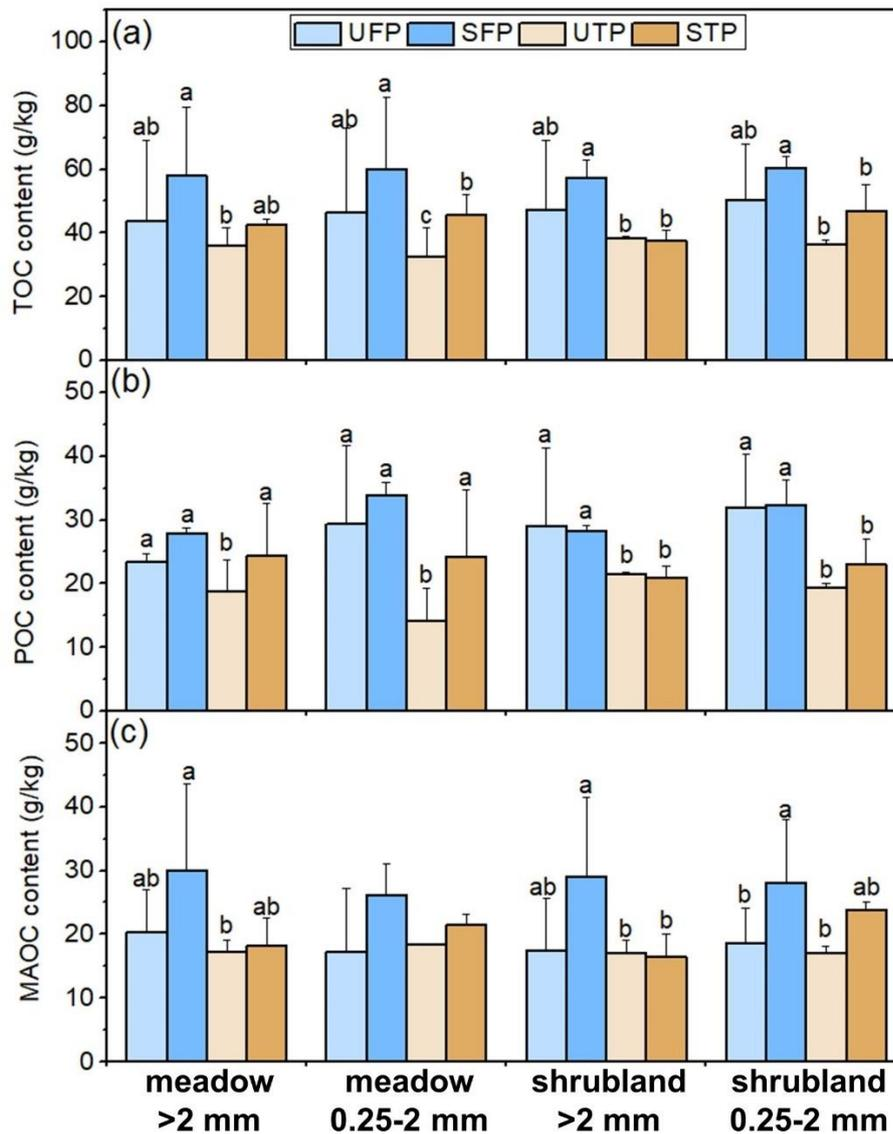 (a)
UFP SFP UTP STP
TOC content (g/kg)
100
80
60
40
20
0
ab a b ab
ab a c b
ab a b b
ab a b b
(b)
POC content (g/kg)
50
40
30
20
10
0
a a b a
a a b a
a a b b
a a b b
(c)
MAOC content (g/kg)
50
40
30
20
10
0
ab a b ab
ab a b b
b a b ab
meadow meadow shrubland shrubland
>2 mm 0.25-2 mm >2 mm 0.25-2 mm